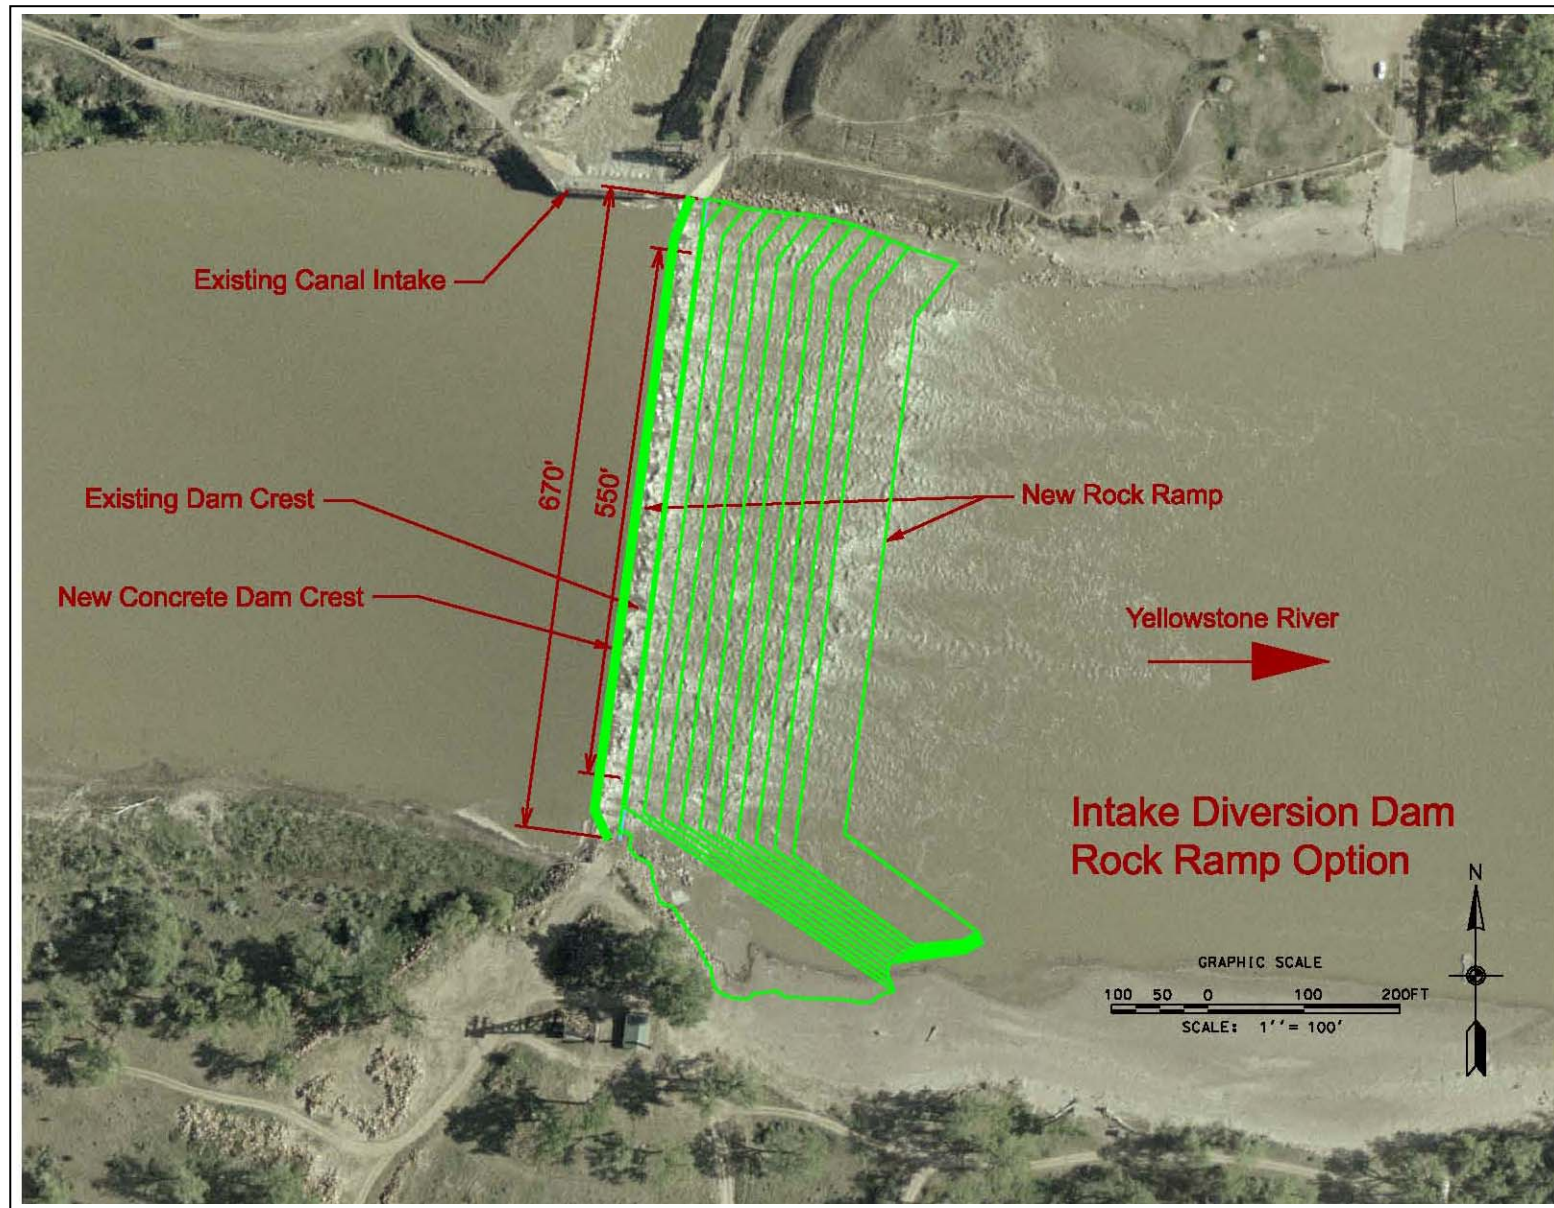 Existing Canal Intake
670'
550'
Existing Dam Crest
New Rock Ramp
New Concrete Dam Crest
Yellowstone River
Intake Diversion Dam
Rock Ramp Option
N
GRAPHIC SCALE
100 50 0 100 200FT
SCALE: 1''= 100'